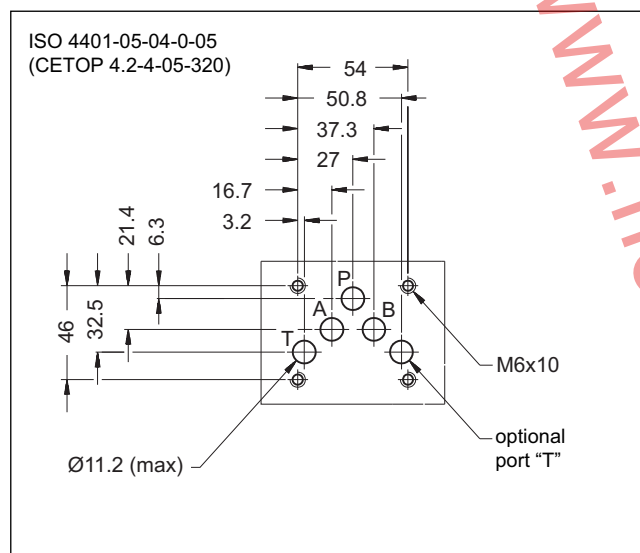 ISO 4401-05-04-0-05
(CETOP 4.2-4-05-320)
54
50.8
37.3
27
16.7
3.2
21.4
6.3
46
32.5
P
A
B
T
M6x10
Ø11.2 (max)
optional
port “T”
www.